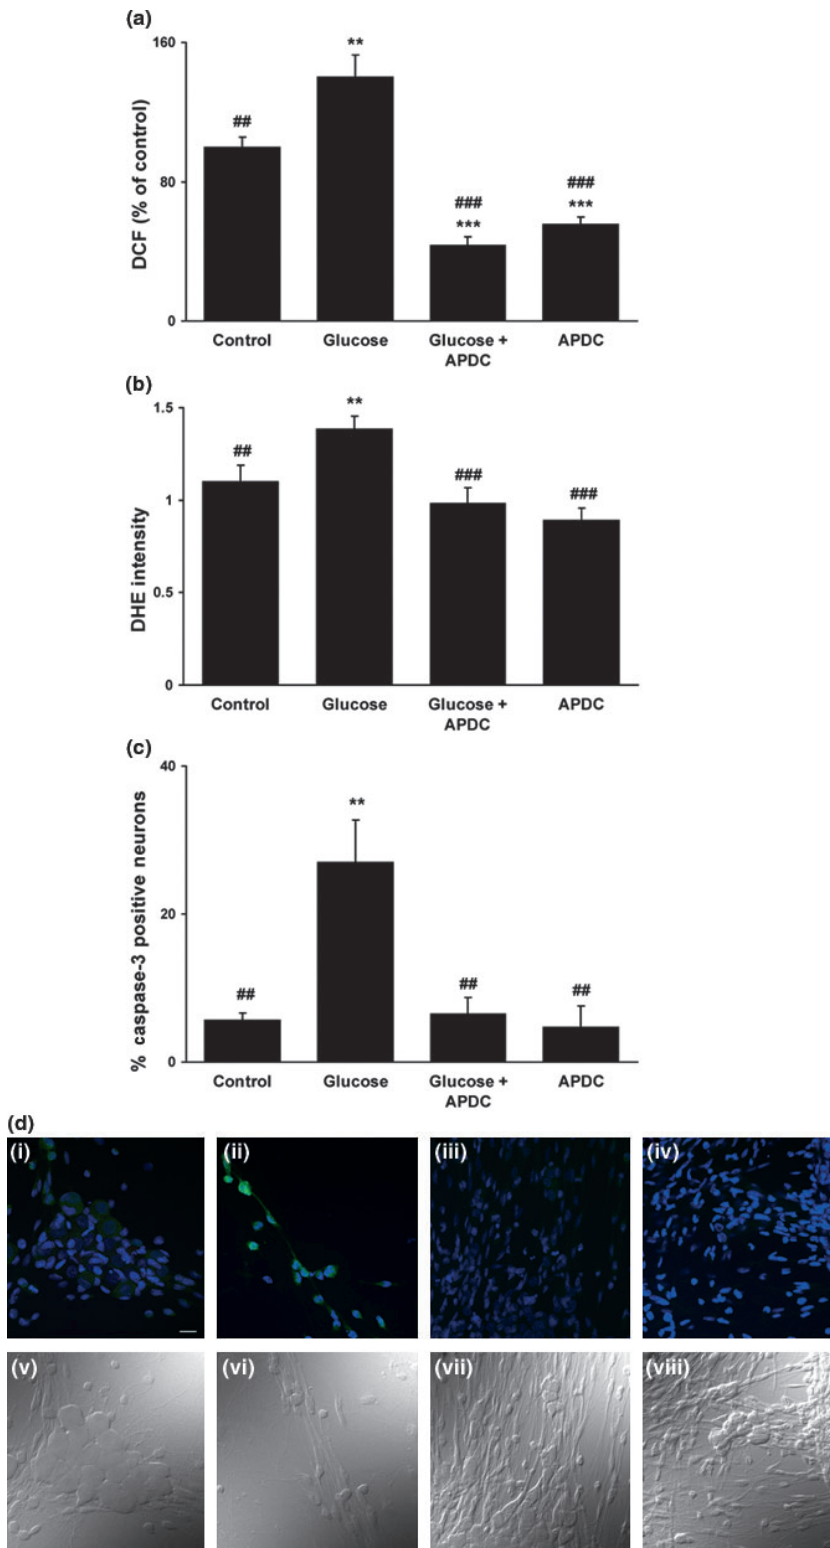 (a)
160
80
0
DCF (% of control)
##
**
###
***
###
***
Control Glucose Glucose + APDC
APDC
(b)
1.5
1
0.5
0
DHE intensity
##
**
###
###
Control Glucose Glucose + APDC
APDC
(c)
40
20
0
% caspase-3 positive neurons
##
**
##
##
Control Glucose Glucose + APDC
APDC
(d)
(i) (ii) (iii) (iv)
(v) (vi) (vii) (viii)